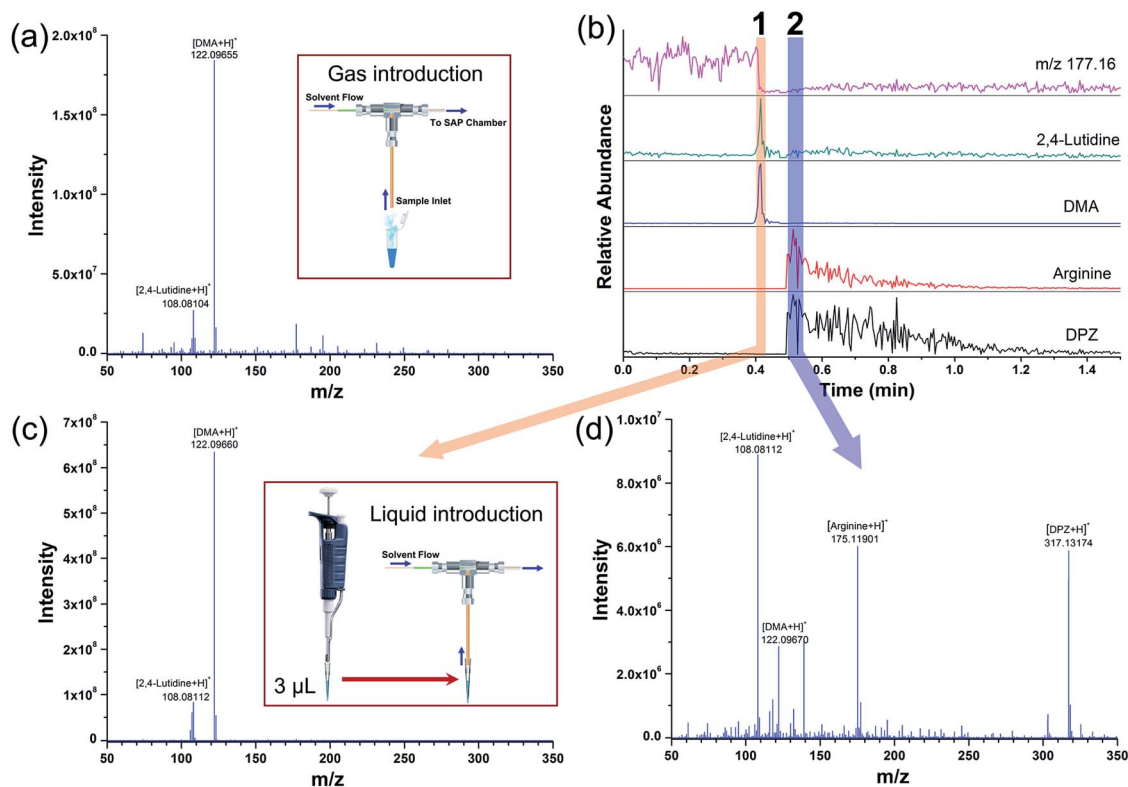 (a)
[DMA+H]⁺
122.09655
[2,4-Lutidine+H]⁺
108.08104
Gas introduction
Solvent Flow
To SAP Chamber
Sample Inlet
Intensity
1.5x10⁸
1.0x10⁸
5.0x10⁷
0.0
50 100 150 200 250 300 350
m/z
(b)
1 2
m/z 177.16
2,4-Lutidine
DMA
Arginine
DPZ
Relative Abundance
0.0 0.2 0.4 0.6 0.8 1.0 1.2 1.4
Time (min)
(c)
[DMA+H]⁺
122.09660
[2,4-Lutidine+H]⁺
108.08112
Liquid introduction
Solvent Flow
3 µL
Intensity
7x10⁸
6x10⁸
5x10⁸
4x10⁸
3x10⁸
2x10⁸
1x10⁸
0
50 100 150 200 250 300 350
m/z
(d)
[2,4-Lutidine+H]⁺
108.08112
[DMA+H]⁺
122.09670
[Arginine+H]⁺
175.11901
[DPZ+H]⁺
317.13174
Intensity
1.0x10⁷
8.0x10⁶
6.0x10⁶
4.0x10⁶
2.0x10⁶
0.0
50 100 150 200 250 300 350
m/z